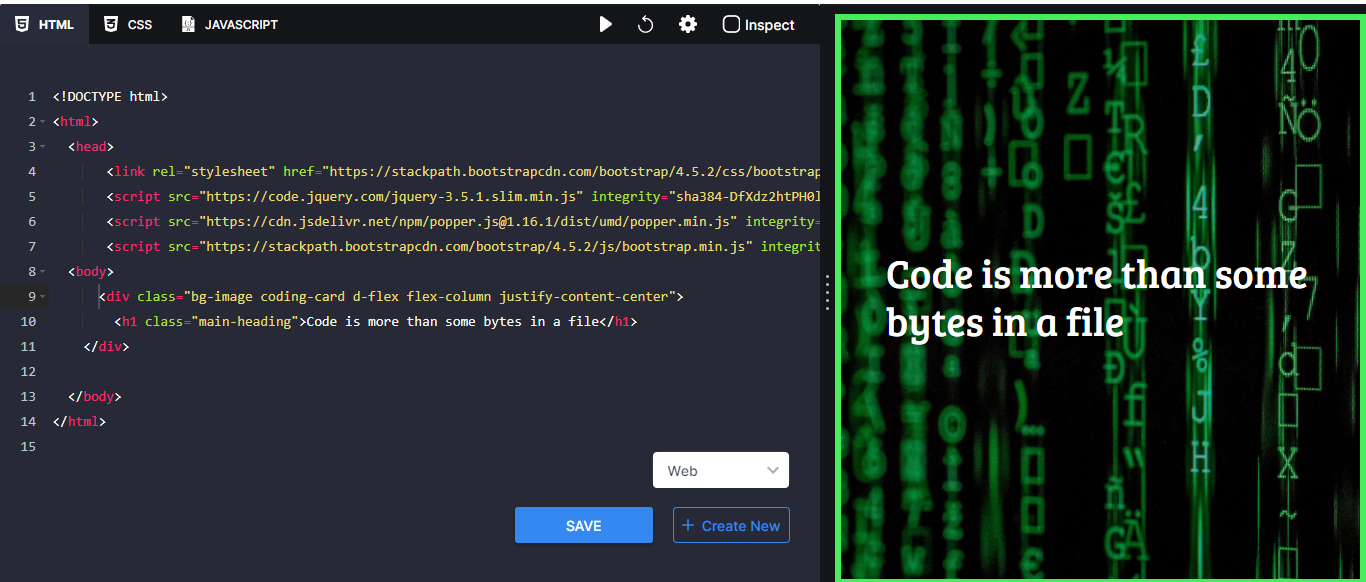 HTML CSS JAVASCRIPT Inspect
1 <!DOCTYPE html>
2 <html>
3 <head>
4 <link rel="stylesheet" href="https://stackpath.bootstrapcdn.com/bootstrap/4.5.2/css/bootstrap
5 <script src="https://code.jquery.com/jquery-3.5.1.slim.min.js" integrity="sha384-DfXdz2htPH0l
6 <script src="https://cdn.jsdelivr.net/npm/popper.js@1.16.1/dist/umd/popper.min.js" integrity=
7 <script src="https://stackpath.bootstrapcdn.com/bootstrap/4.5.2/js/bootstrap.min.js" integrit
8 <body>
9 <div class="bg-image coding-card d-flex flex-column justify-content-center">
10 <h1 class="main-heading">Code is more than some bytes in a file</h1>
11 </div>
12
13 </body>
14 </html>
15
Web
SAVE + Create New
Code is more than some
bytes in a file